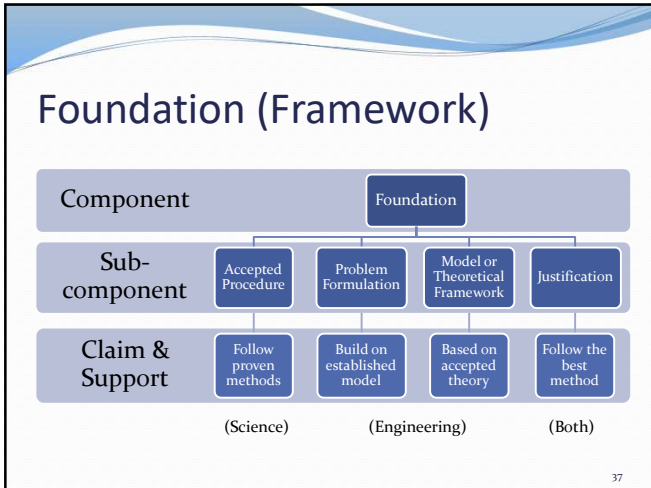 Foundation (Framework)
Component
Foundation
Sub-
component
Accepted
Procedure
Problem
Formulation
Model or
Theoretical
Framework
Justification
Claim &
Support
Follow
proven
methods
Build on
established
model
Based on
accepted
theory
Follow the
best
method
(Science)
(Engineering)
(Both)
37